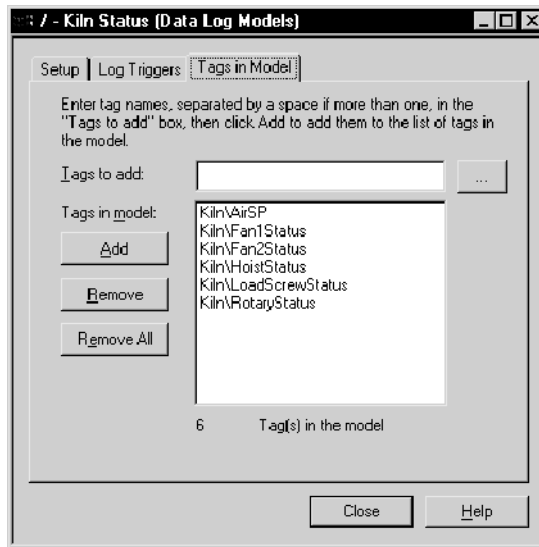 / - Kiln Status (Data Log Models)
Setup Log Triggers Tags in Model
Enter tag names, separated by a space if more than one, in the
"Tags to add" box, then click Add to add them to the list of tags in
the model.
Tags to add:
...
Tags in model:
Kiln\AirSP
Kiln\Fan1Status
Kiln\Fan2Status
Kiln\HoistStatus
Kiln\LoadScrewStatus
Kiln\RotaryStatus
Add
Remove
Remove All
6 Tag(s) in the model
Close Help